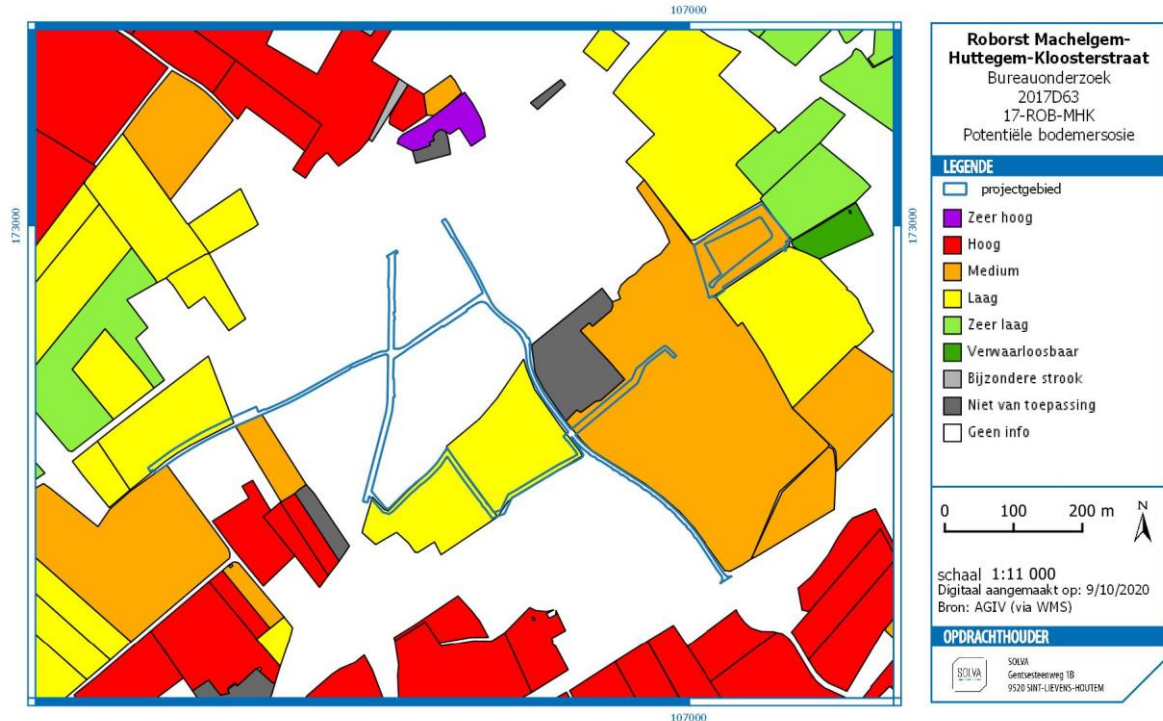 107000
173000
173000
107000
Roborst Machelgem-
Huttegem-Kloosterstraat
Bureauonderzoek
2017D63
17-ROB-MHK
Potentiële bodemersosie
LEGENDE
projectgebied
Zeer hoog
Hoog
Medium
Laag
Zeer laag
Verwaarloosbaar
Bijzondere strook
Niet van toepassing
Geen info
0 100 200 m
N
schaal 1:11 000
Digitaal aangemaakt op: 9/10/2020
Bron: AGIV (via WMS)
OPDRACHTHOUDER
SOLVA
SOLVA
Gentsesteenweg 1B
9520 SINT-LIEVENS-HOUTEM